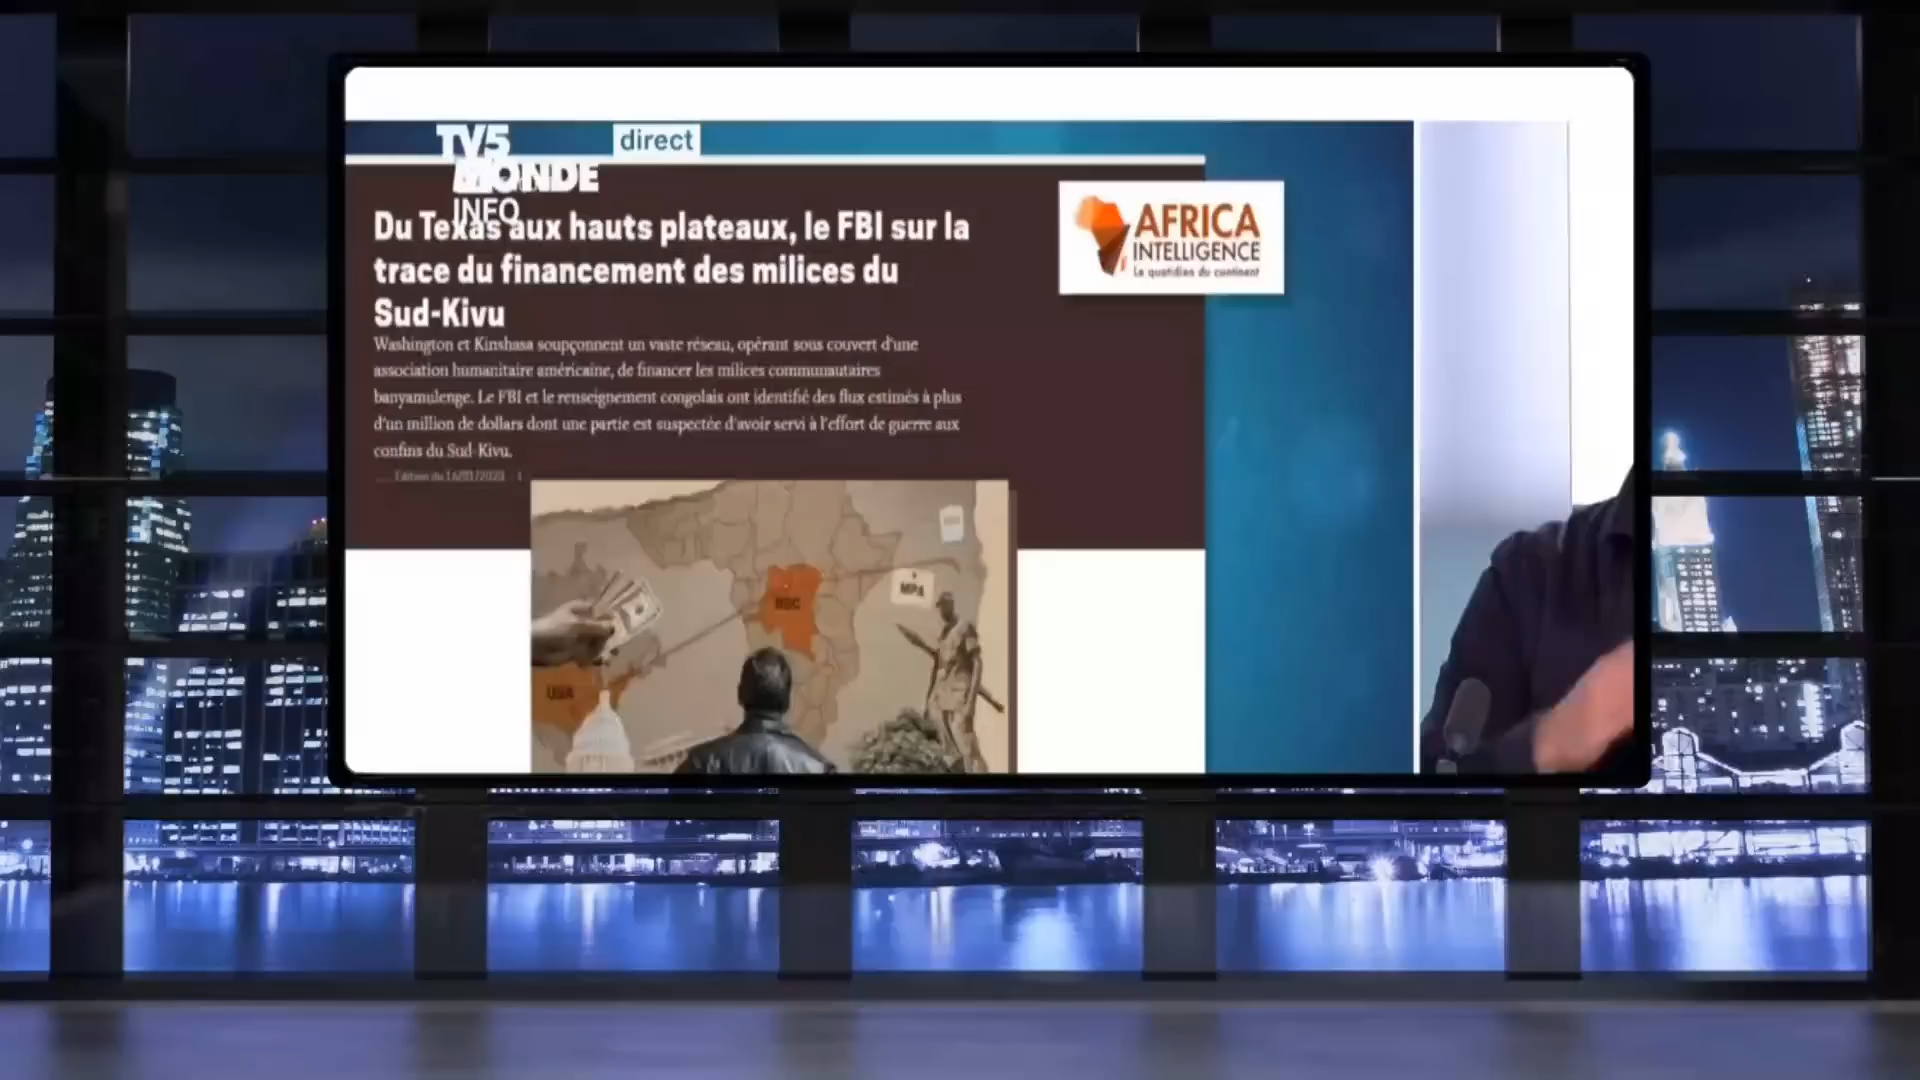 TV5
MONDE
INFO
direct
Du Texas aux hauts plateaux, le FBI sur la
trace du financement des milices du
Sud-Kivu
AFRICA
INTELLIGENCE
Le quotidien du continent
Washington et Kinshasa soupçonnent un vaste réseau, opérant sous couvert d'une
association humanitaire américaine, de financer les milices communautaires
banyamulenge. Le FBI et le renseignement congolais ont identifié des flux estimés à plus
d'un million de dollars dont une partie est suspectée d'avoir servi à l'effort de guerre aux
confins du Sud-Kivu.
Édition du
MPA
USA